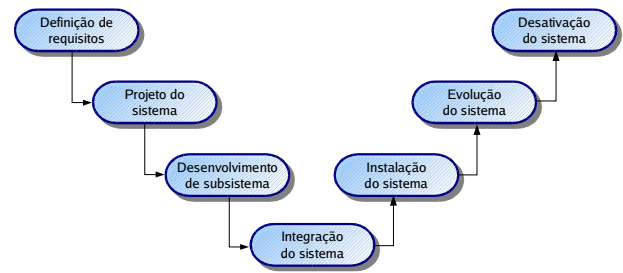 Definição de
requisitos
Projeto do
sistema
Desenvolvimento
de subsistema
Integração
do sistema
Instalação
do sistema
Evolução
do sistema
Desativação
do sistema